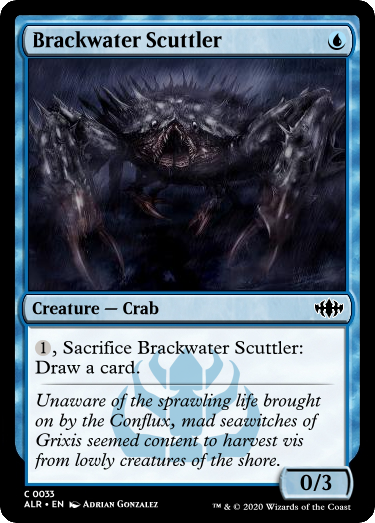 Brackwater Scuttler
Creature — Crab
1, Sacrifice Brackwater Scuttler:
Draw a card.
Unaware of the sprawling life brought
on by the Conflux, mad seawitches of
Grixis seemed content to harvest vis
from lowly creatures of the shore.
0/3
C 0033
ALR • EN Adrian Gonzalez
™ & © 2020 Wizards of the Coast